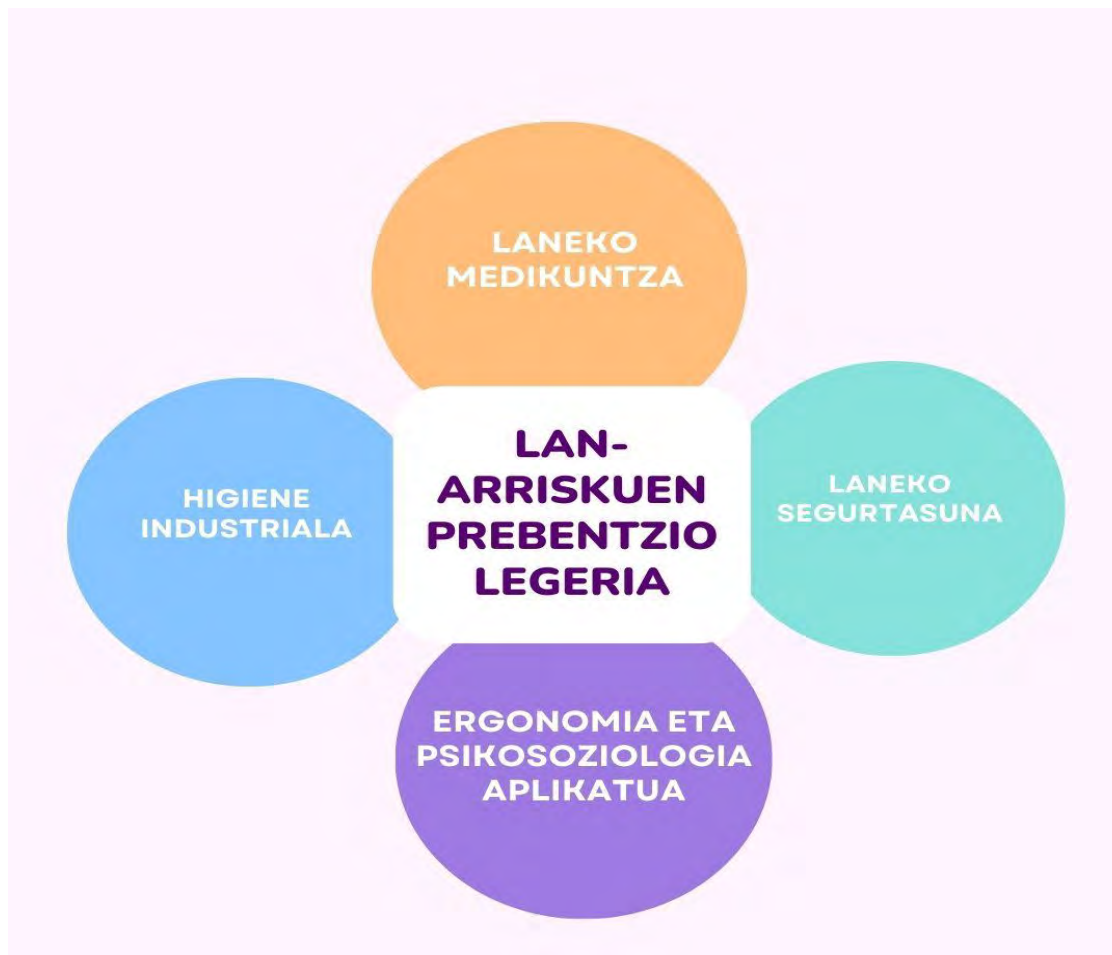 LANEKO
MEDIKUNTZA
HIGIENE
INDUSTRIALA
LAN-
ARRISKUEN
PREBENTZIO
LEGERIA
LANEKO
SEGURTASUNA
ERGONOMIA ETA
PSIKOSOZIOLOGIA
APLIKATUA